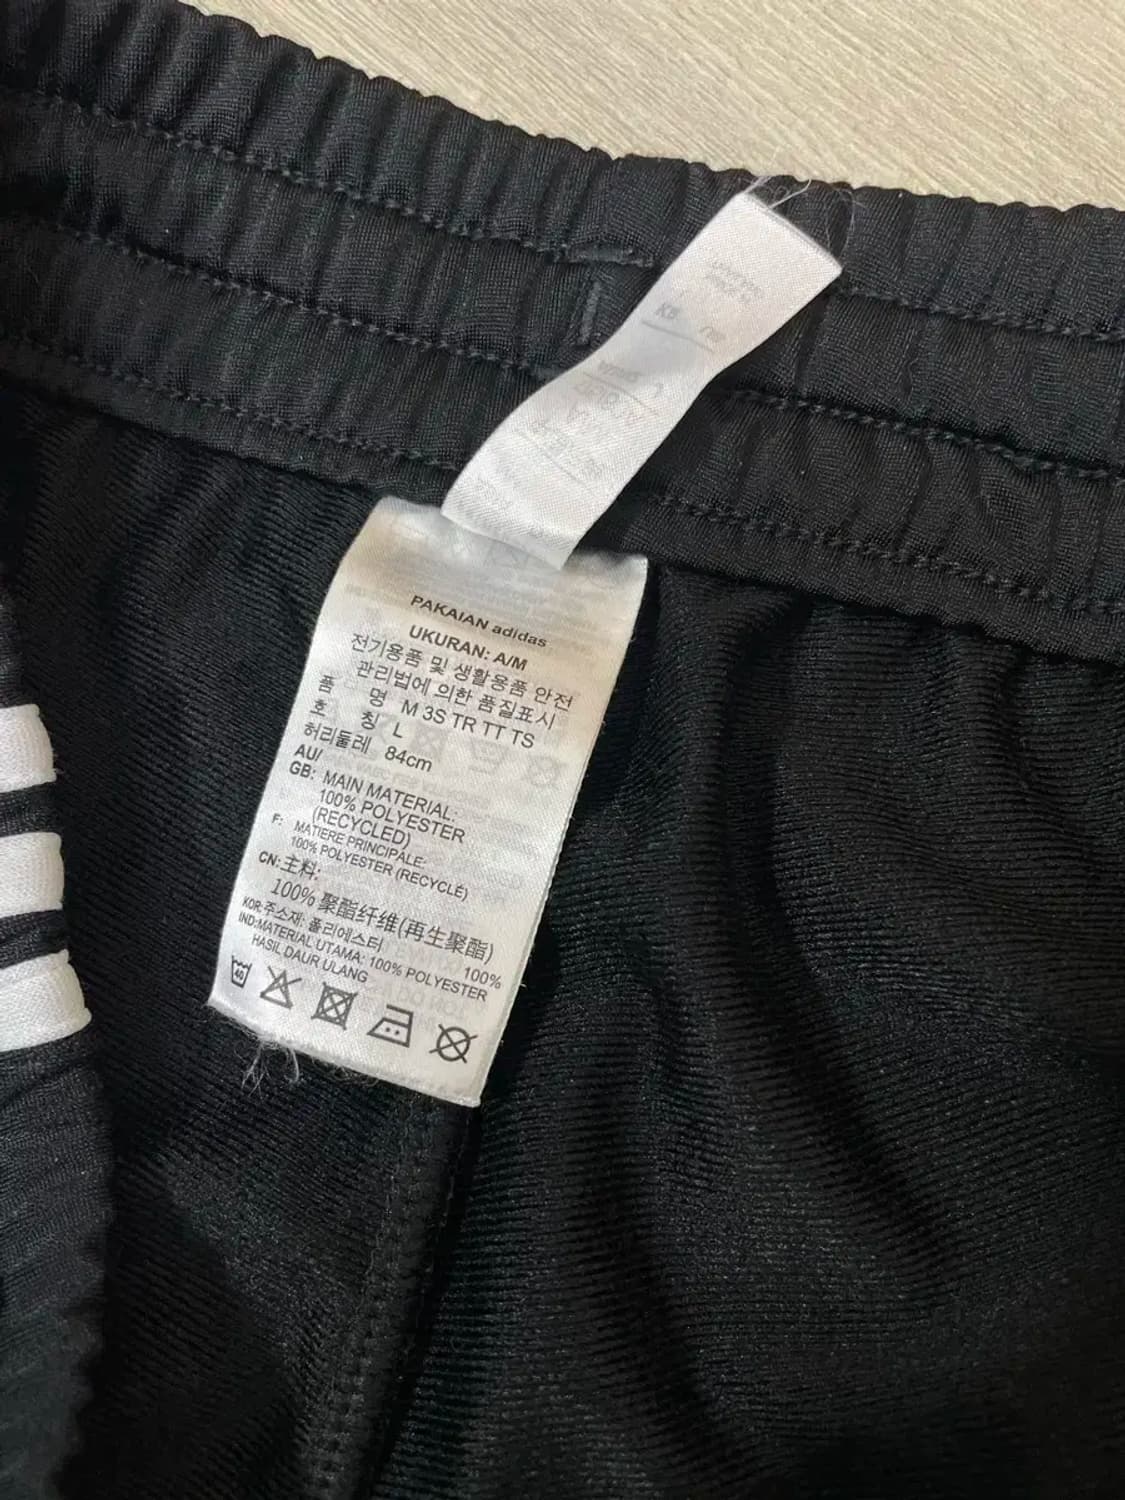 PAKAIAN adidas
UKURAN: A/M
전기용품 및 생활용품 안전
관리법에 의한 품질표시
품 명 M 3S TR TT TS
호 칭 L
허리둘레 84cm
AU/
GB: MAIN MATERIAL:
100% POLYESTER
(RECYCLED)
F: MATIERE PRINCIPALE:
100% POLYESTER (RECYCLÉ)
CN:主料:
100% 聚酯纤维(再生聚酯)
KOR:주소재: 폴리에스터 100%
IND:MATERIAL UTAMA: 100% POLYESTER
HASIL DAUR ULANG
40